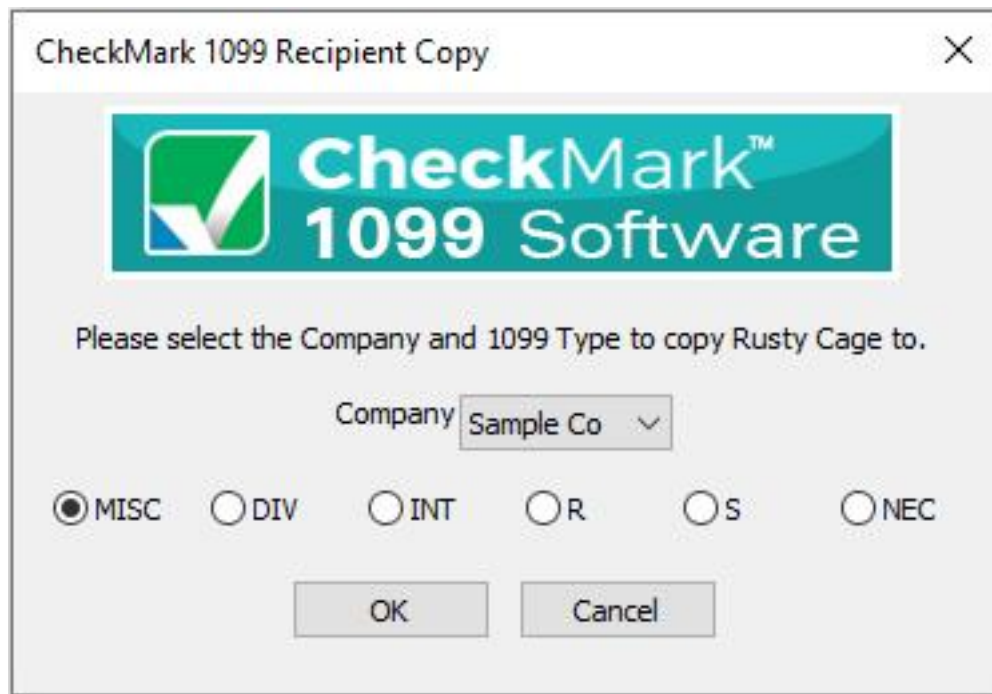 CheckMark 1099 Recipient Copy
CheckMark™
1099 Software
Please select the Company and 1099 Type to copy Rusty Cage to.
Company Sample Co
MISC DIV INT R S NEC
OK Cancel